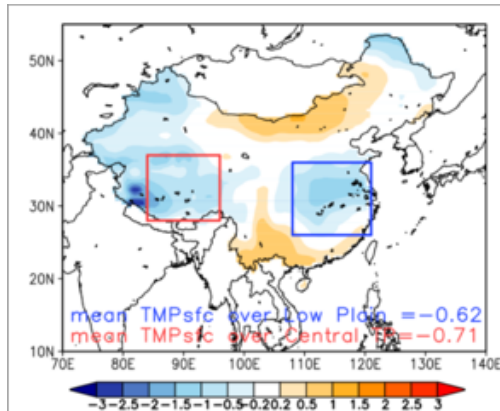 50N
40N
30N
20N
mean TMPsfc over Low Plain =-0.62
mean TMPsfc over Central =-0.71
10N
70E 80E 90E 100E 110E 120E 130E 140E
-3 -2.5 -2 -1.5 -1 -0.5 -0.2 0.2 0.5 1 1.5 2 2.5 3